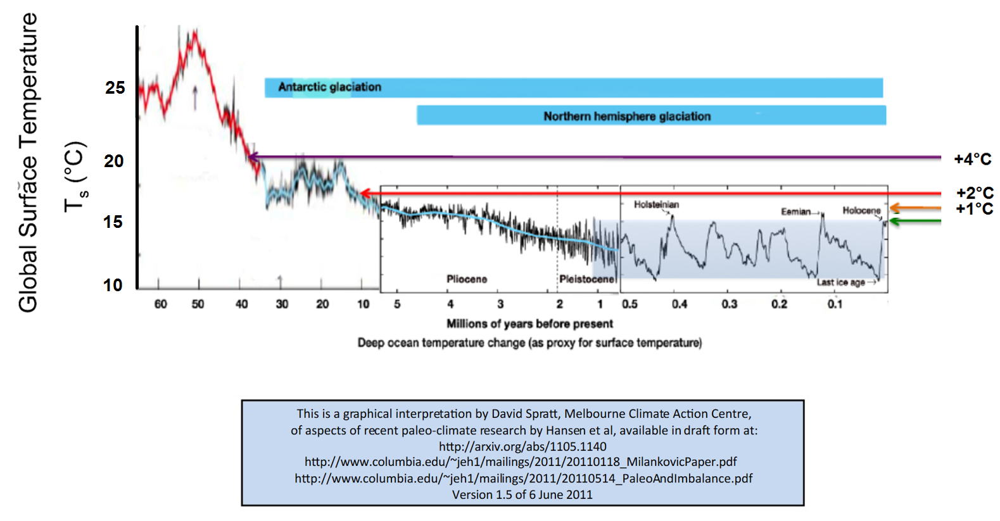 Global Surface Temperature
Ts (°C)
25
20
15
10
Antarctic glaciation
Northern hemisphere glaciation
+4°C
+2°C
+1°C
Holsteinian
Eemian
Holocene
Last ice age
Pliocene
Pleistocene
60 50 40 30 20 10 5 4 3 2 1 0.5 0.4 0.3 0.2 0.1
Millions of years before present
Deep ocean temperature change (as proxy for surface temperature)
This is a graphical interpretation by David Spratt, Melbourne Climate Action Centre,
of aspects of recent paleo-climate research by Hansen et al, available in draft form at:
http://arxiv.org/abs/1105.1140
http://www.columbia.edu/~jeh1/mailings/2011/20110118_MilankovicPaper.pdf
http://www.columbia.edu/~jeh1/mailings/2011/20110514_PaleoAndImbalance.pdf
Version 1.5 of 6 June 2011